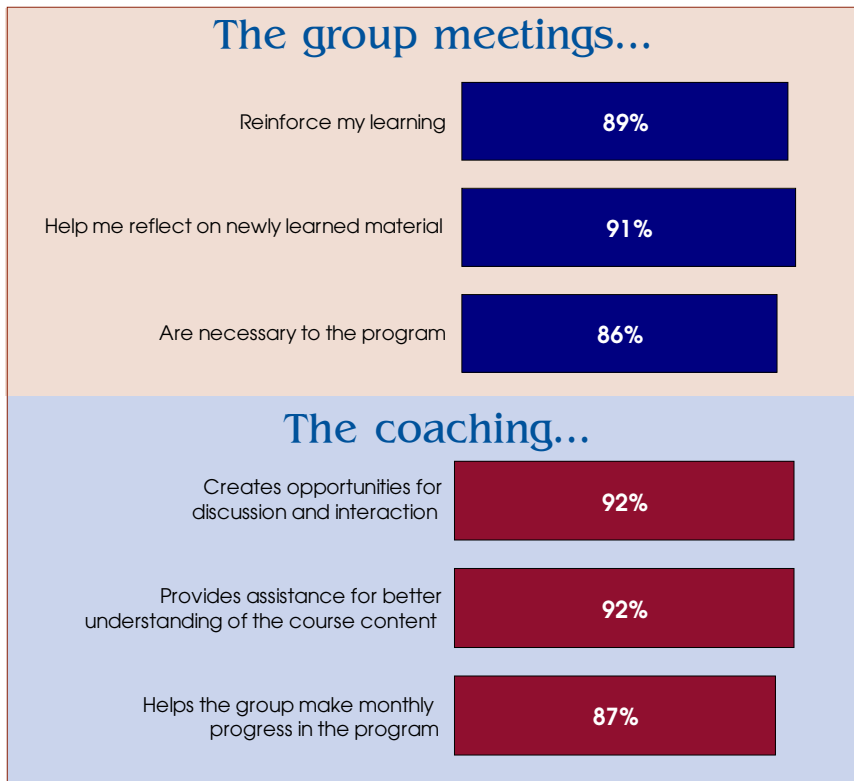 The group meetings...
Reinforce my learning
89%
Help me reflect on newly learned material
91%
Are necessary to the program
86%
The coaching...
Creates opportunities for
discussion and interaction
92%
Provides assistance for better
understanding of the course content
92%
Helps the group make monthly
progress in the program
87%